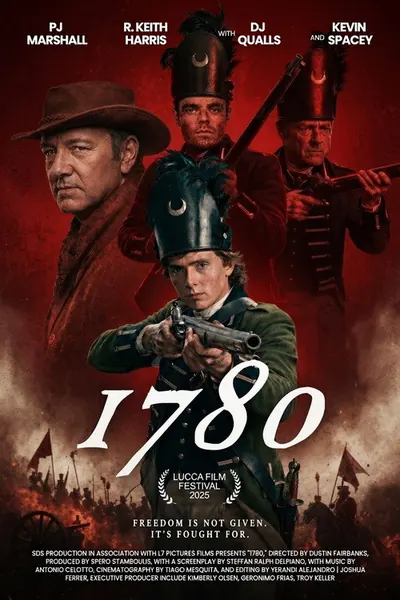 PJ MARSHALL
R. KEITH HARRIS
WITH DJ QUALLS
AND KEVIN SPACEY
1780
LUCCA FILM
FESTIVAL
2025
FREEDOM IS NOT GIVEN.
IT'S FOUGHT FOR.
SDS PRODUCTION IN ASSOCIATION WITH L7 PICTURES FILMS PRESENTS "1780," DIRECTED BY DUSTIN FAIRBANKS,
PRODUCED BY SPERO STAMBOULIS, WITH A SCREENPLAY BY STEFFAN RALPH DELPIANO, WITH MUSIC BY
ANTONIO CELOTTO, CINEMATOGRAPHY BY TIAGO MESQUITA, AND EDITING BY YERANDI ALEJANDRO | JOSHUA
FERRER, EXECUTIVE PRODUCER INCLUDE KIMBERLY OLSEN, GERONIMO FRIAS, TROY KELLER